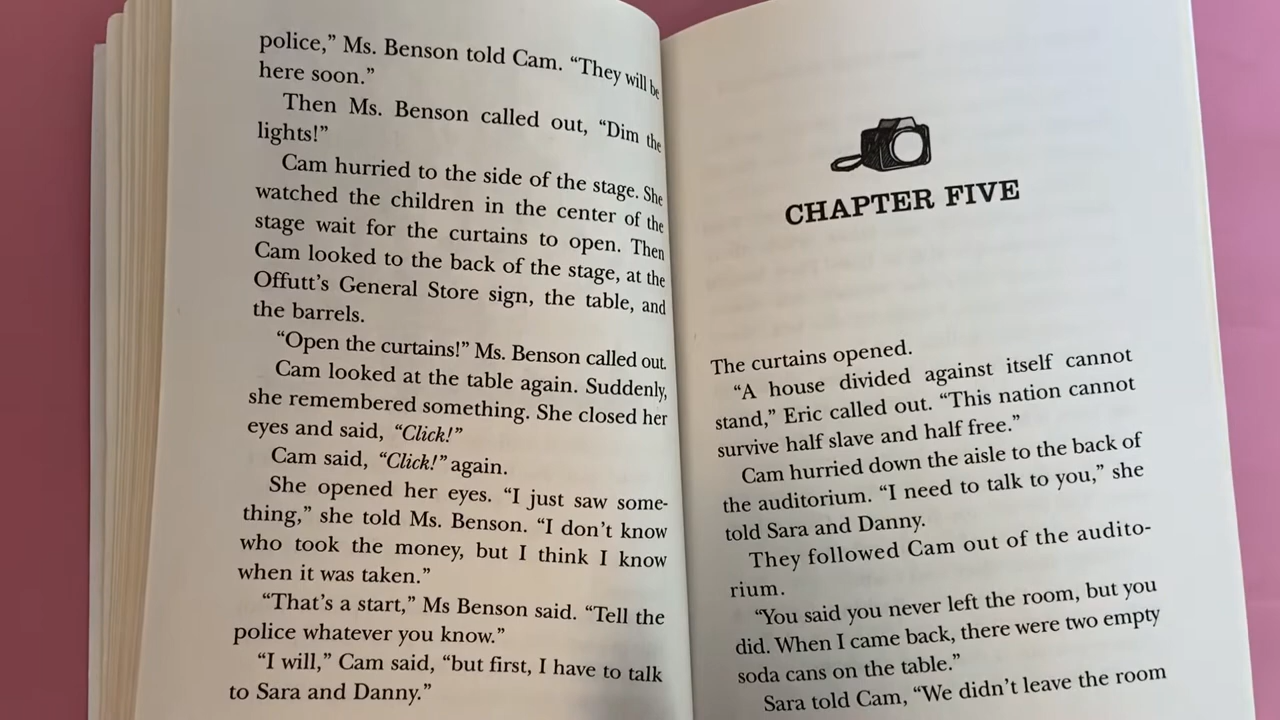 police,” Ms. Benson told Cam. “They will be
here soon.”
Then Ms. Benson called out, “Dim the
lights!”
Cam hurried to the side of the stage. She
watched the children in the center of the
stage wait for the curtains to open. Then
Cam looked to the back of the stage, at the
Offutt’s General Store sign, the table, and
the barrels.
“Open the curtains!” Ms. Benson called out.
Cam looked at the table again. Suddenly,
she remembered something. She closed her
eyes and said, “Click!”
Cam said, “Click!” again.
She opened her eyes. “I just saw some-
thing,” she told Ms. Benson. “I don’t know
who took the money, but I think I know
when it was taken.”
“That’s a start,” Ms Benson said. “Tell the
police whatever you know.”
“I will,” Cam said, “but first, I have to talk
to Sara and Danny.”
CHAPTER FIVE
The curtains opened.
“A house divided against itself cannot
stand,” Eric called out. “This nation cannot
survive half slave and half free.”
Cam hurried down the aisle to the back of
the auditorium. “I need to talk to you,” she
told Sara and Danny.
They followed Cam out of the audito-
rium.
“You said you never left the room, but you
did. When I came back, there were two empty
soda cans on the table.”
Sara told Cam, “We didn’t leave the room